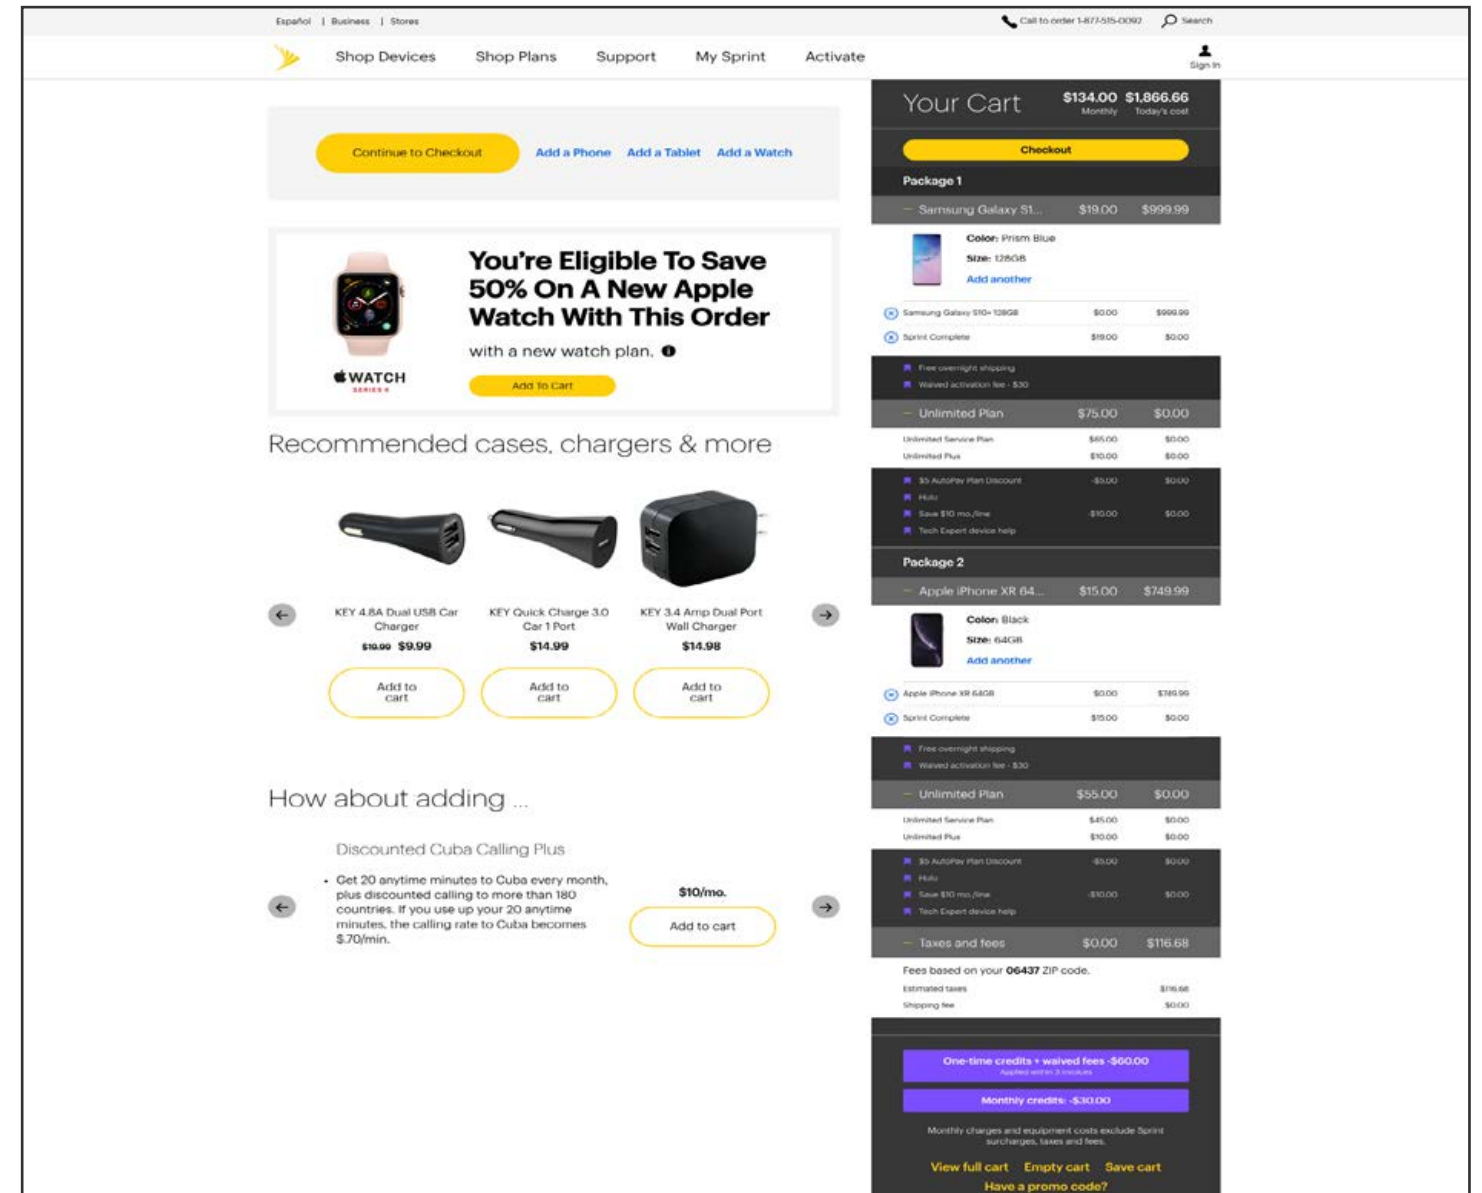 Español | Business | Stores
Call to order 1-877-515-0092 Search
Shop Devices Shop Plans Support My Sprint Activate
Sign In
Continue to Checkout Add a Phone Add a Tablet Add a Watch
You're Eligible To Save
50% On A New Apple
Watch With This Order
with a new watch plan.
WATCH
SERIES 4
Add To Cart
Recommended cases, chargers & more
KEY 4.8A Dual USB Car
Charger
$19.99 $9.99
Add to
cart
KEY Quick Charge 3.0
Car 1 Port
$14.99
Add to
cart
KEY 3.4 Amp Dual Port
Wall Charger
$14.98
Add to
cart
How about adding ...
Discounted Cuba Calling Plus
• Get 20 anytime minutes to Cuba every month,
plus discounted calling to more than 180
countries. If you use up your 20 anytime
minutes, the calling rate to Cuba becomes
$.70/min.
$10/mo.
Add to cart
Your Cart $134.00 $1,866.66
Monthly Today's cost
Checkout
Package 1
Samsung Galaxy S1... $19.00 $999.99
Color: Prism Blue
Size: 128GB
Add another
Samsung Galaxy S10+ 128GB $0.00 $999.99
Sprint Complete $19.00 $0.00
Free overnight shipping
Waived activation fee - $30
Unlimited Plan $75.00 $0.00
Unlimited Service Plan $65.00 $0.00
Unlimited Plus $10.00 $0.00
$5 AutoPay Plan Discount -$5.00 $0.00
Hulu
Save $10 mo./line -$10.00 $0.00
Tech Expert device help
Package 2
Apple iPhone XR 64... $15.00 $749.99
Color: Black
Size: 64GB
Add another
Apple iPhone XR 64GB $0.00 $749.99
Sprint Complete $15.00 $0.00
Free overnight shipping
Waived activation fee - $30
Unlimited Plan $55.00 $0.00
Unlimited Service Plan $45.00 $0.00
Unlimited Plus $10.00 $0.00
$5 AutoPay Plan Discount -$5.00 $0.00
Hulu
Save $10 mo./line -$10.00 $0.00
Tech Expert device help
Taxes and fees $0.00 $116.68
Fees based on your 06437 ZIP code.
Estimated taxes $116.68
Shipping fee $0.00
One-time credits + waived fees -$60.00
Applied within 3 invoices
Monthly credits: -$30.00
Monthly charges and equipment costs exclude Sprint
surcharges, taxes and fees.
View full cart Empty cart Save cart
Have a promo code?